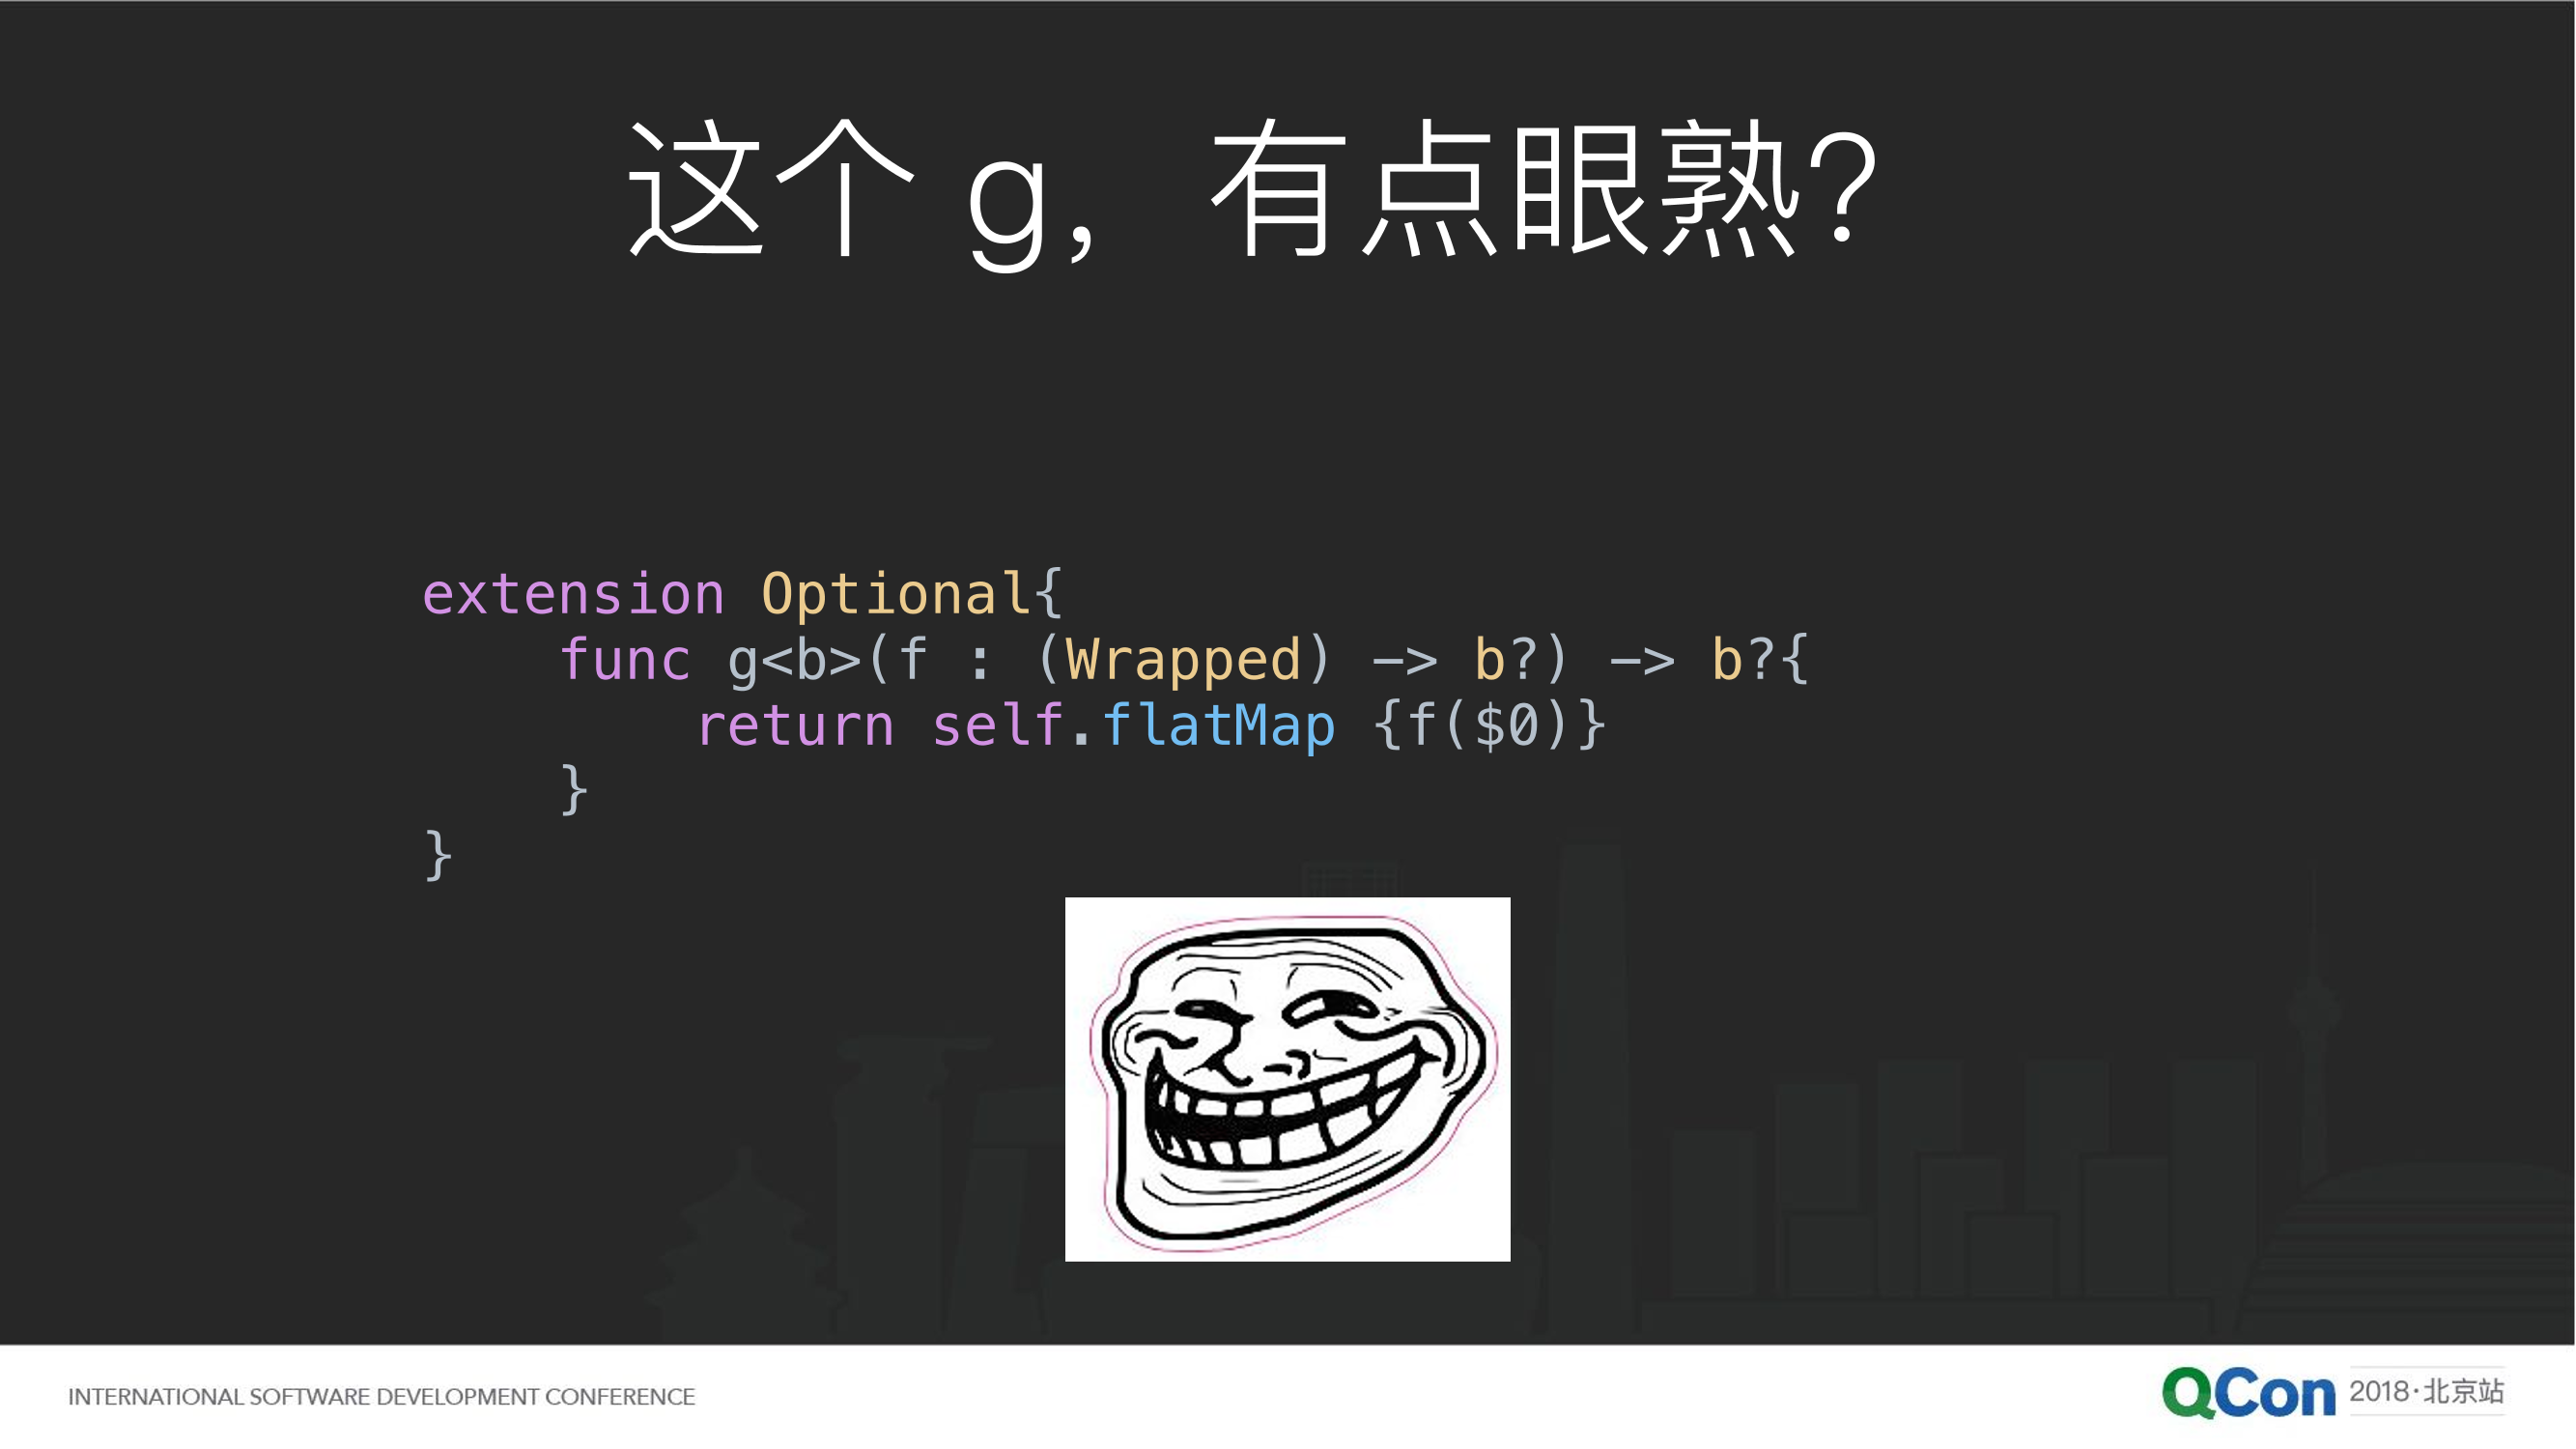 这个 g，有点眼熟？
extension Optional{
    func g<b>(f : (Wrapped) —> b?) —> b?{
        return self.flatMap {f($0)}
    }
}
INTERNATIONAL SOFTWARE DEVELOPMENT CONFERENCE
QCon 2018·北京站